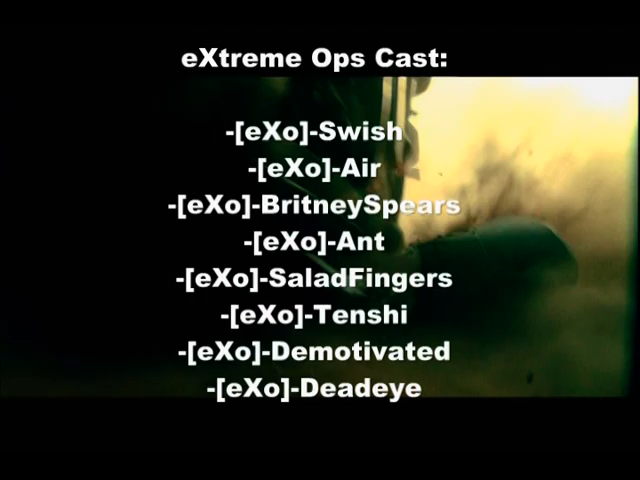 eXtreme Ops Cast:
-[eXo]-Swish
-[eXo]-Air
-[eXo]-BritneySpears
-[eXo]-Ant
-[eXo]-SaladFingers
-[eXo]-Tenshi
-[eXo]-Demotivated
-[eXo]-Deadeye